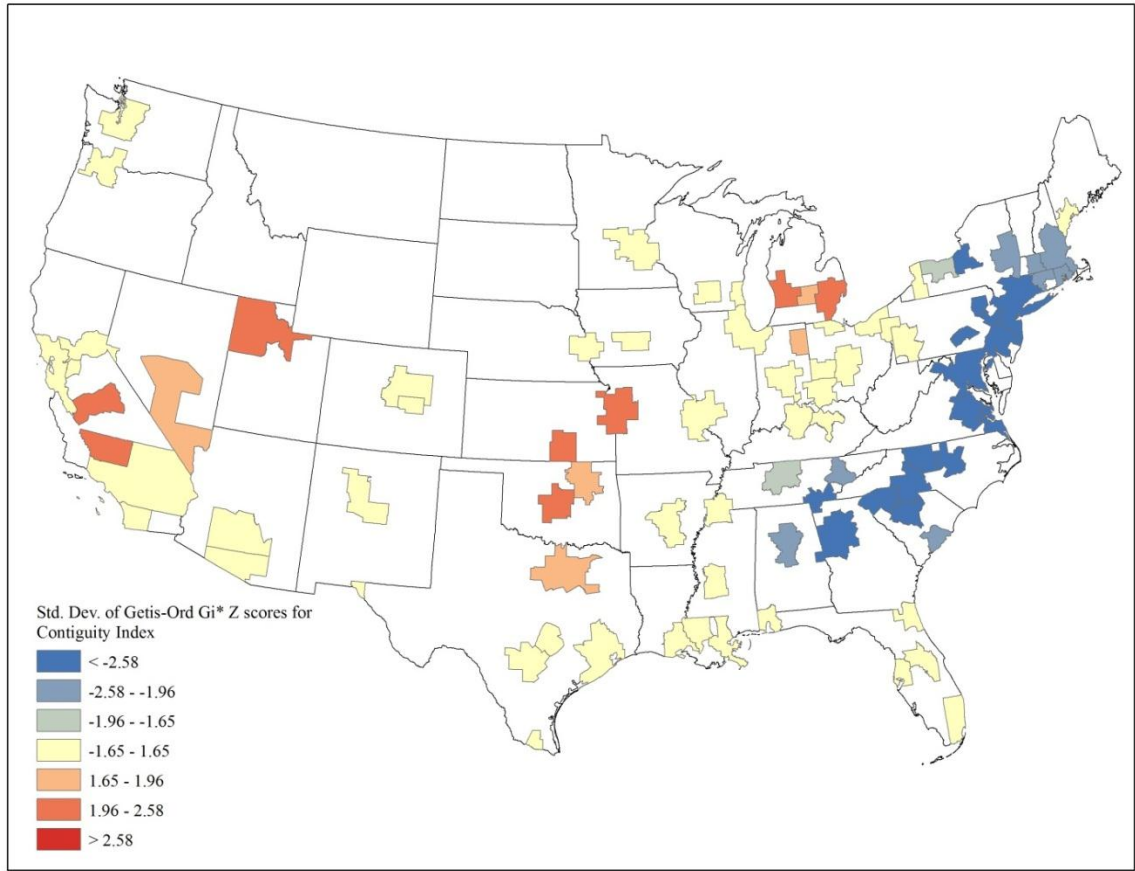 Std. Dev. of Getis-Ord Gi* Z scores for
Contiguity Index
< -2.58
-2.58 - -1.96
-1.96 - -1.65
-1.65 - 1.65
1.65 - 1.96
1.96 - 2.58
> 2.58